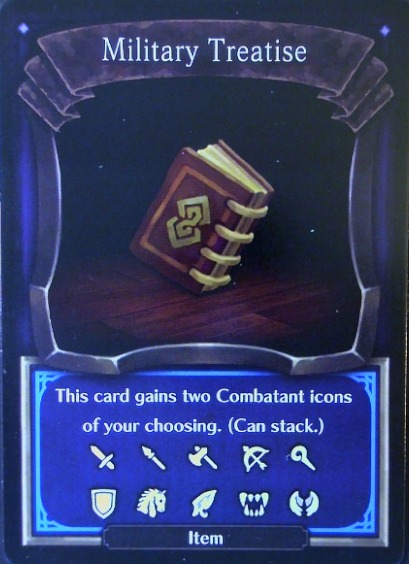 Military Treatise
This card gains two Combatant icons
of your choosing. (Can stack.)
Item